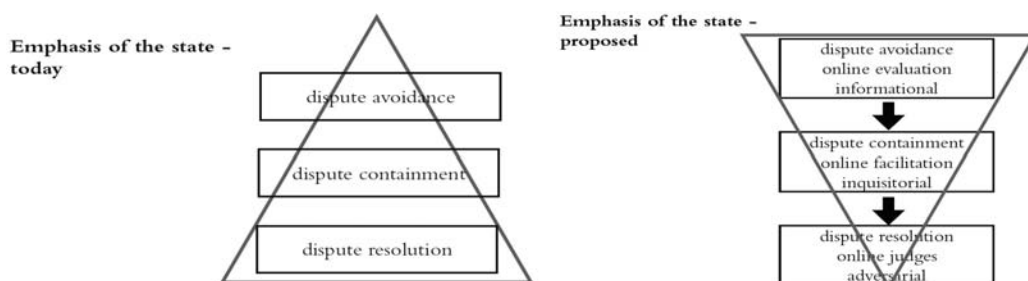 Emphasis of the state -
today
dispute avoidance
dispute containment
dispute resolution
Emphasis of the state -
proposed
dispute avoidance
online evaluation
informational
dispute containment
online facilitation
inquisitorial
dispute resolution
online judges
adversarial